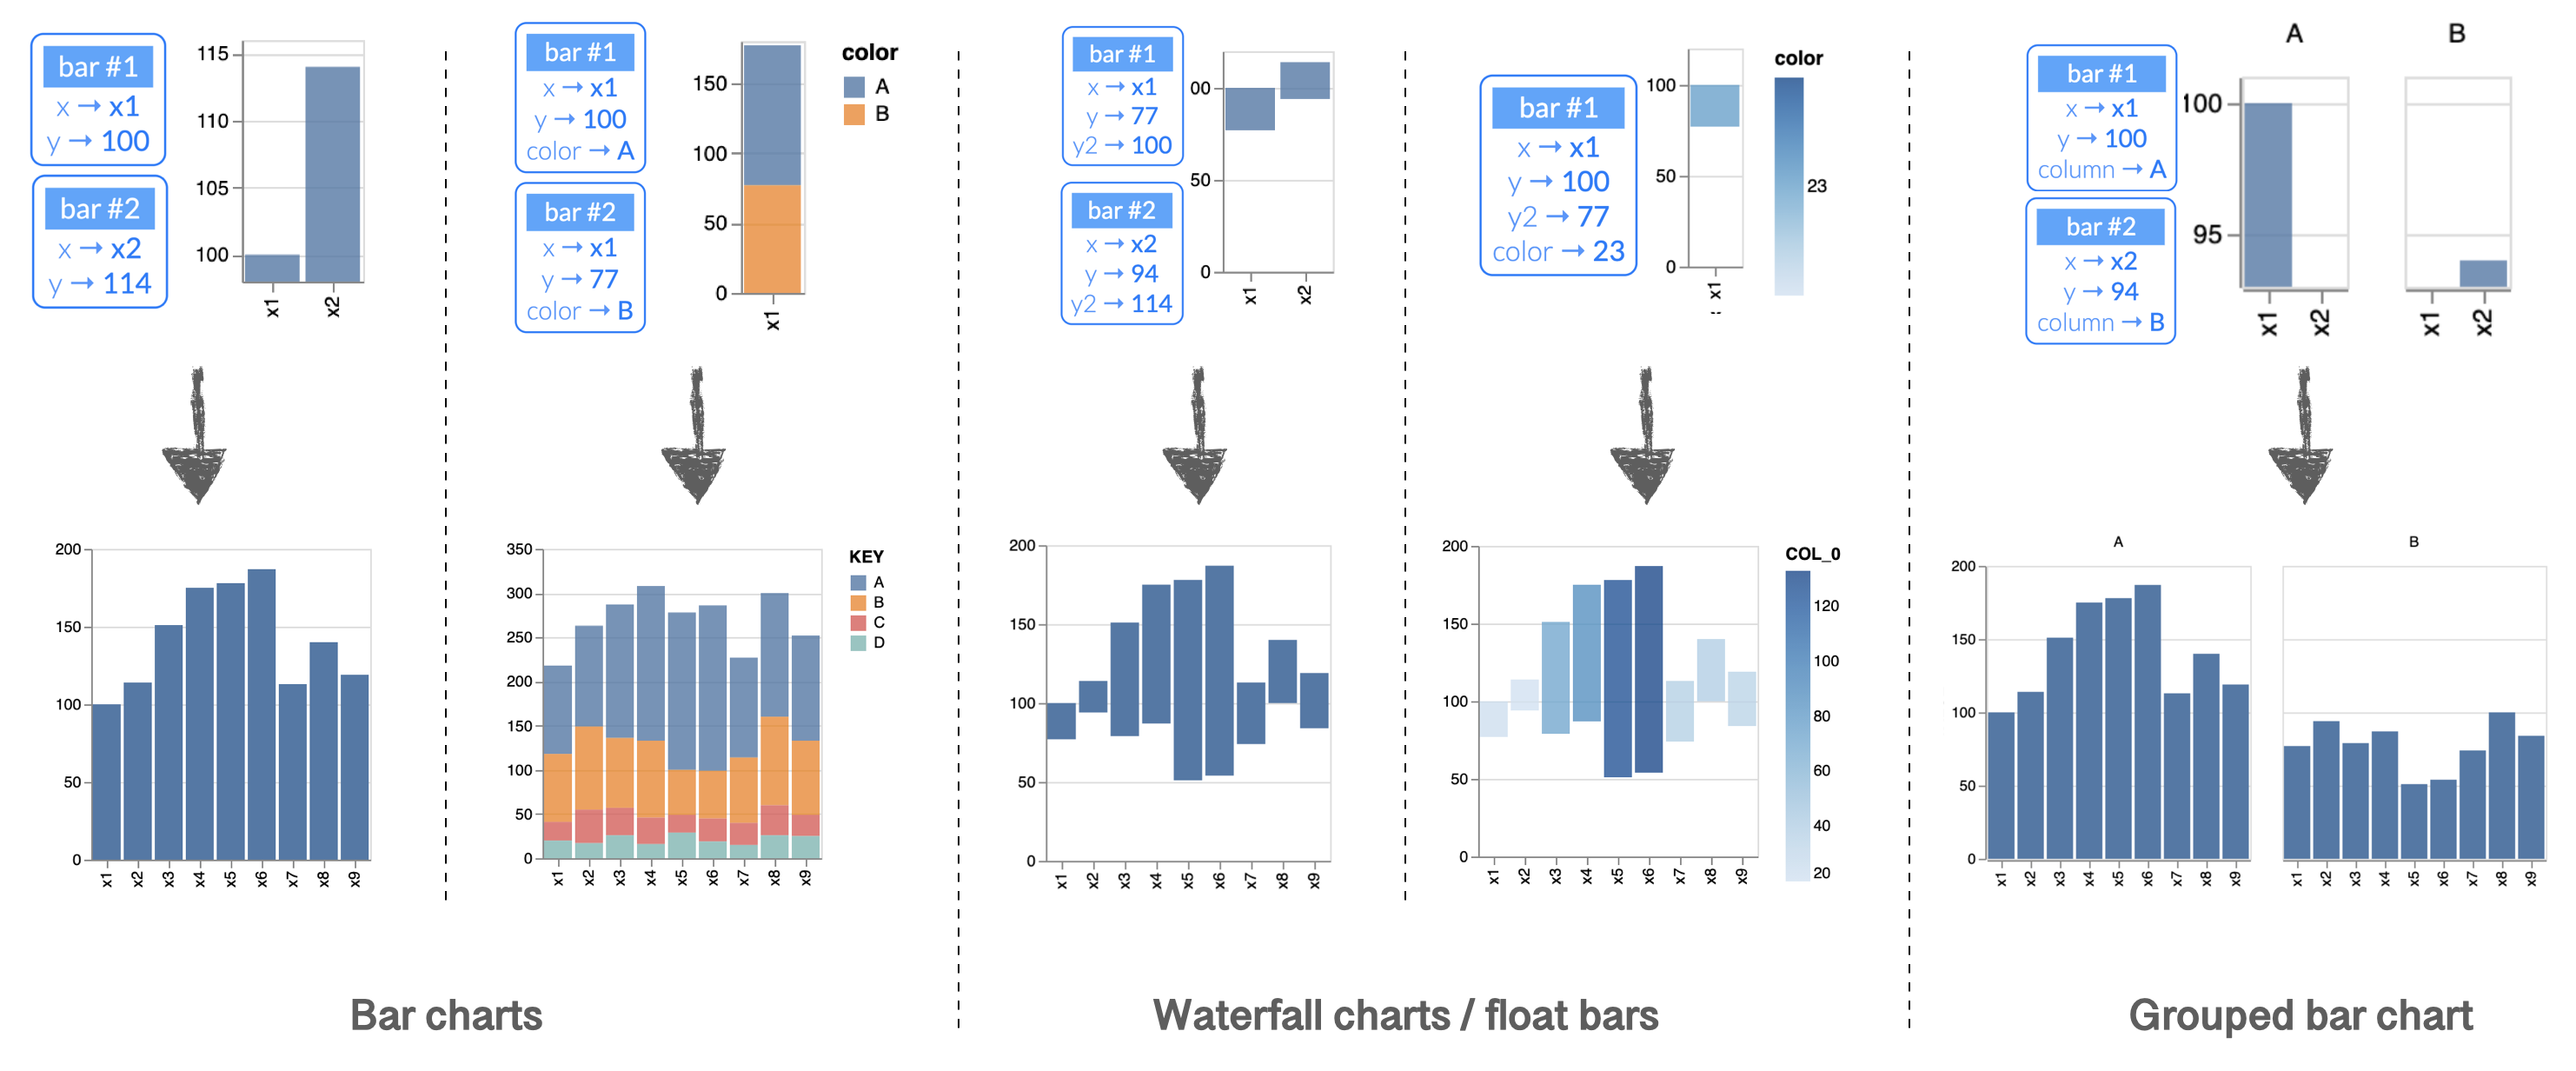 bar #1
x → x1
y → 100
bar #2
x → x2
y → 114
115
110
105
100
x1 x2
bar #1
x → x1
y → 100
color → A
bar #2
x → x1
y → 77
color → B
150
100
50
0
x1
color
A
B
bar #1
x → x1
y → 77
y2 → 100
bar #2
x → x2
y → 94
y2 → 114
00
50
0
x1 x2
bar #1
x → x1
y → 100
y2 → 77
color → 23
100
50
0
x1
color
23
bar #1
x → x1
y → 100
column → A
bar #2
x → x2
y → 94
column → B
A B
100
95
x1 x2 x1 x2
200
150
100
50
0
x1 x2 x3 x4 x5 x6 x7 x8 x9
350
300
250
200
150
100
50
0
x1 x2 x3 x4 x5 x6 x7 x8 x9
KEY
A
B
C
D
200
150
100
50
0
x1 x2 x3 x4 x5 x6 x7 x8 x9
200
150
100
50
0
x1 x2 x3 x4 x5 x6 x7 x8 x9
COL_0
120
100
80
60
40
20
A B
200
150
100
50
0
x1 x2 x3 x4 x5 x6 x7 x8 x9 x1 x2 x3 x4 x5 x6 x7 x8 x9
Bar charts
Waterfall charts / float bars
Grouped bar chart